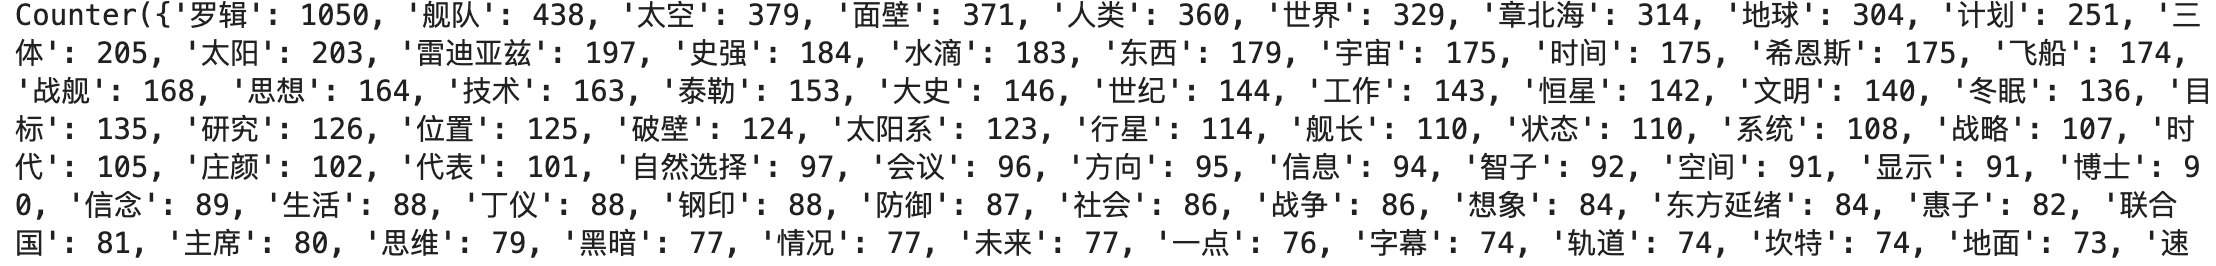 Counter({'罗辑': 1050, '舰队': 438, '太空': 379, '面壁': 371, '人类': 360, '世界': 329, '章北海': 314, '地球': 304, '计划': 251, '三
体': 205, '太阳': 203, '雷迪亚兹': 197, '史强': 184, '水滴': 183, '东西': 179, '宇宙': 175, '时间': 175, '希恩斯': 175, '飞船': 174,
'战舰': 168, '思想': 164, '技术': 163, '泰勒': 153, '大史': 146, '世纪': 144, '工作': 143, '恒星': 142, '文明': 140, '冬眠': 136, '目
标': 135, '研究': 126, '位置': 125, '破壁': 124, '太阳系': 123, '行星': 114, '舰长': 110, '状态': 110, '系统': 108, '战略': 107, '时
代': 105, '庄颜': 102, '代表': 101, '自然选择': 97, '会议': 96, '方向': 95, '信息': 94, '智子': 92, '空间': 91, '显示': 91, '博士': 9
0, '信念': 89, '生活': 88, '丁仪': 88, '钢印': 88, '防御': 87, '社会': 86, '战争': 86, '想象': 84, '东方延绪': 84, '惠子': 82, '联合
国': 81, '主席': 80, '思维': 79, '黑暗': 77, '情况': 77, '未来': 77, '一点': 76, '字幕': 74, '轨道': 74, '坎特': 74, '地面': 73, '速